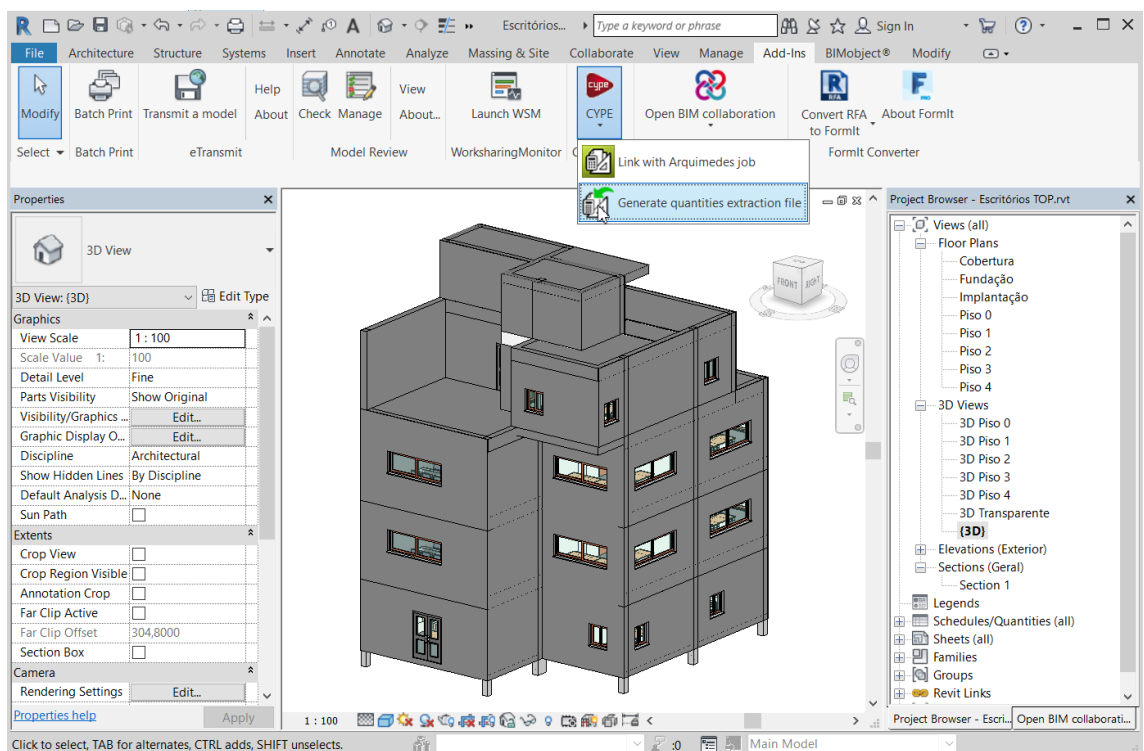 Escritórios...
Type a keyword or phrase
Sign In
File Architecture Structure Systems Insert Annotate Analyze Massing & Site Collaborate View Manage Add-Ins BIMobject® Modify
cype
R
RFA
F
PRO
Modify
Batch Print
Transmit a model
Help
About
Check
Manage
View
About...
Launch WSM
CYPE
Open BIM collaboration
Convert RFA
to FormIt
About FormIt
Select
Batch Print
eTransmit
Model Review
WorksharingMonitor
FormIt Converter
Link with Arquimedes job
Generate quantities extraction file
Properties
3D View
3D View: {3D}
Edit Type
Graphics
View Scale 1 : 100
Scale Value 1: 100
Detail Level Fine
Parts Visibility Show Original
Visibility/Graphics ... Edit...
Graphic Display O... Edit...
Discipline Architectural
Show Hidden Lines By Discipline
Default Analysis D... None
Sun Path
Extents
Crop View
Crop Region Visible
Annotation Crop
Far Clip Active
Far Clip Offset 304,8000
Section Box
Camera
Rendering Settings Edit...
Properties help
Apply
FRONT
RIGHT
1 : 100
Project Browser - Escritórios TOP.rvt
Views (all)
Floor Plans
Cobertura
Fundação
Implantação
Piso 0
Piso 1
Piso 2
Piso 3
Piso 4
3D Views
3D Piso 0
3D Piso 1
3D Piso 2
3D Piso 3
3D Piso 4
3D Transparente
{3D}
Elevations (Exterior)
Sections (Geral)
Section 1
Legends
Schedules/Quantities (all)
Sheets (all)
Families
Groups
Revit Links
Project Browser - Escri...
Open BIM collaborati...
Click to select, TAB for alternates, CTRL adds, SHIFT unselects.
:0
Main Model